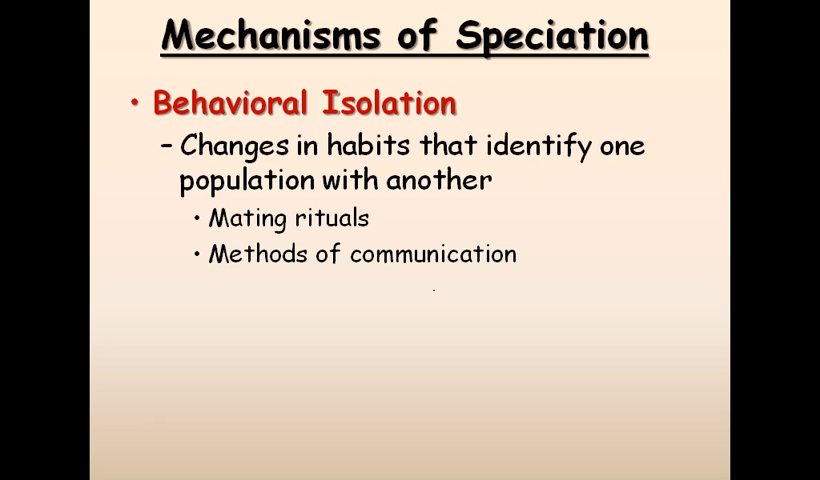 Mechanisms of Speciation
• Behavioral Isolation
– Changes in habits that identify one
population with another
• Mating rituals
• Methods of communication